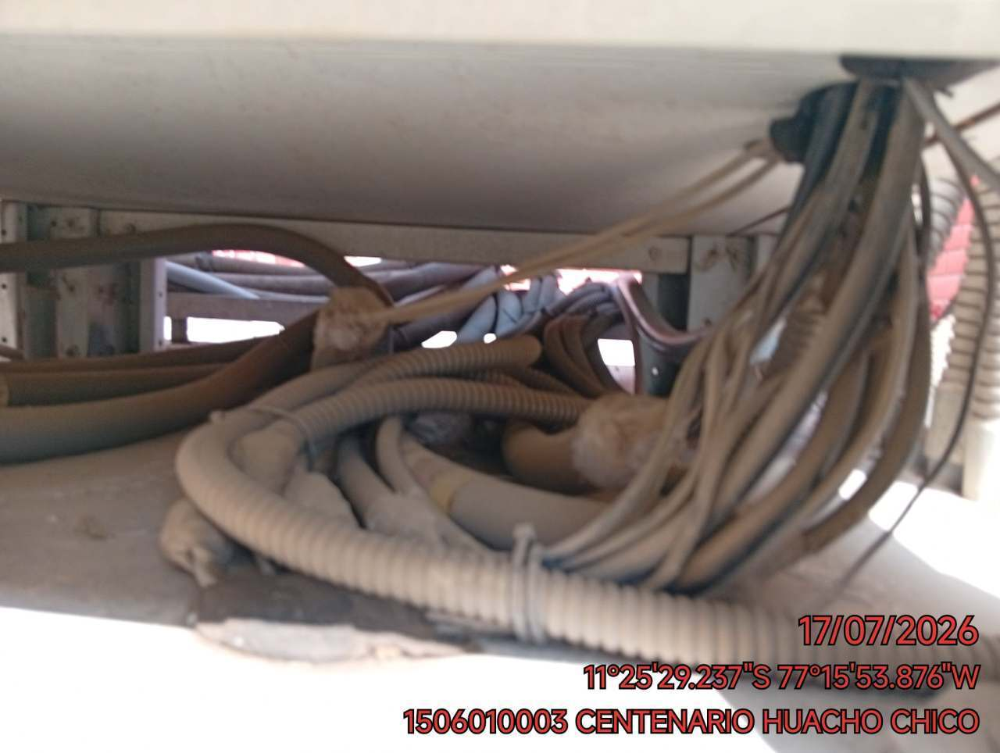 17/07/2026
11°25'29.237"S 77°15'53.876"W
1506010003 CENTENARIO HUACHO CHICO